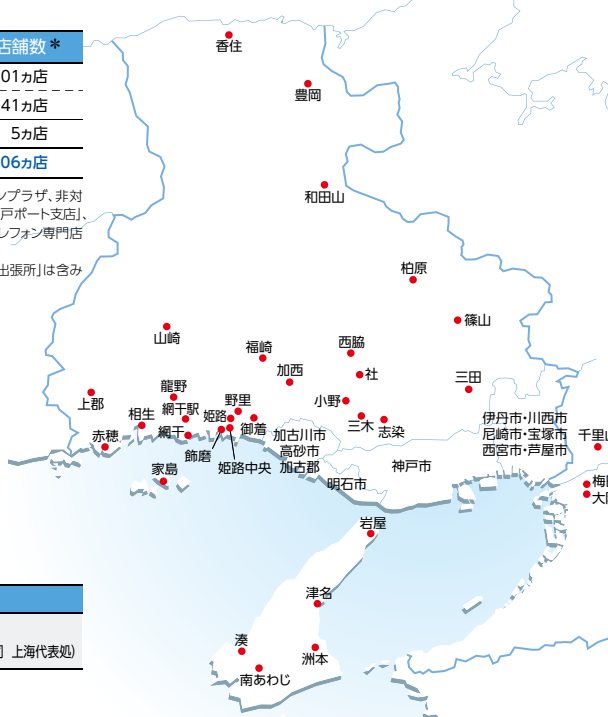 店舗数＊
01ヵ店
41ヵ店
5ヵ店
06ヵ店
ンプラザ、非対
戸ポート支店」、
レフォン専門店
出張所」は含み
香住
豊岡
和田山
柏原
篠山
山崎
福崎
西脇
加西
社
三田
龍野
小野
上郡
網干駅
野里
相生
姫路
三木
志染
伊丹市・川西市
尼崎市・宝塚市
西宮市・芦屋市
千里山
赤穂
網干
御着
加古川市
高砂市
加古郡
飾磨
姫路中央
神戸市
家島
明石市
梅田
大阪
岩屋
津名
湊
洲本
南あわじ
上海代表処)